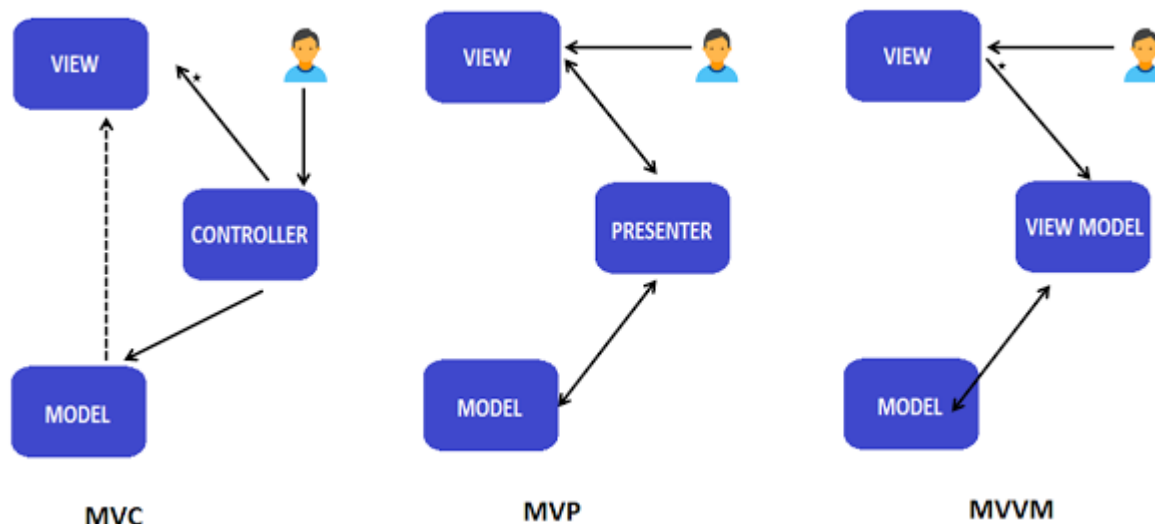 VIEW
CONTROLLER
MODEL
MVC
VIEW
PRESENTER
MODEL
MVP
VIEW
VIEW MODEL
MODEL
MVVM